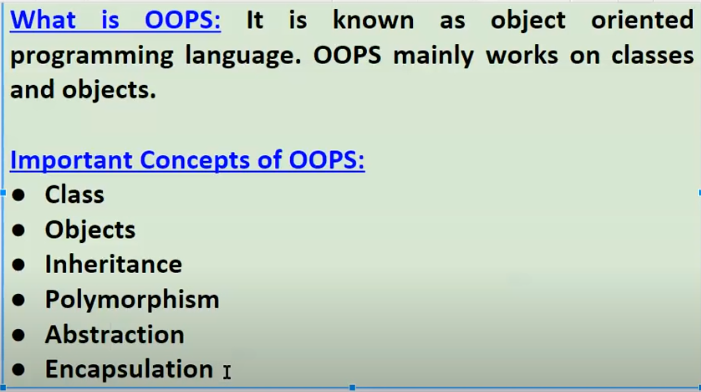 What is OOPS: It is known as object oriented
programming language. OOPS mainly works on classes
and objects.
Important Concepts of OOPS:
● Class
● Objects
● Inheritance
● Polymorphism
● Abstraction
● Encapsulation